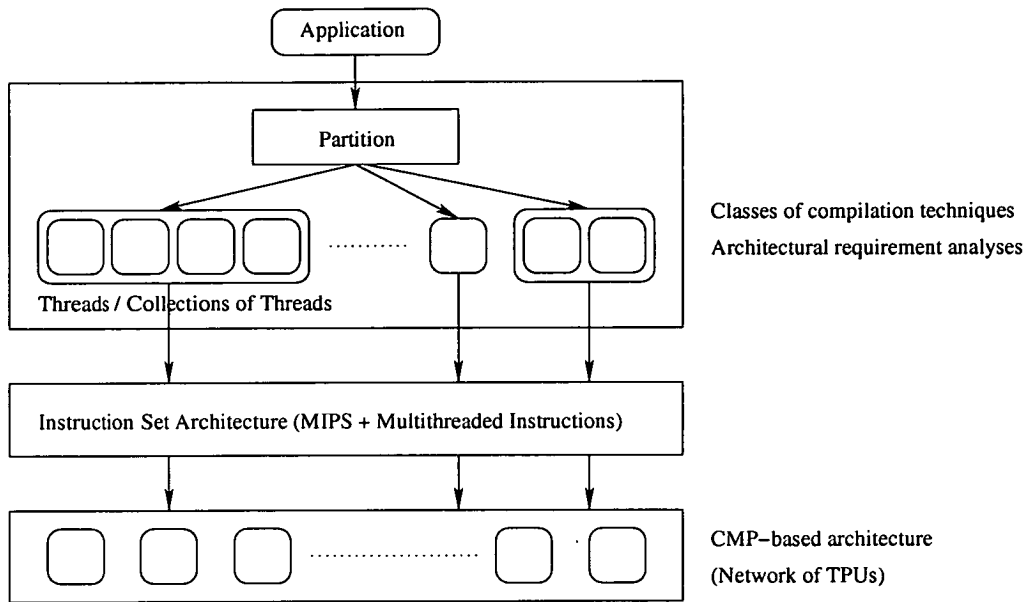 Application
Partition
Classes of compilation techniques
Architectural requirement analyses
Threads / Collections of Threads
Instruction Set Architecture (MIPS + Multithreaded Instructions)
CMP-based architecture
(Network of TPUs)